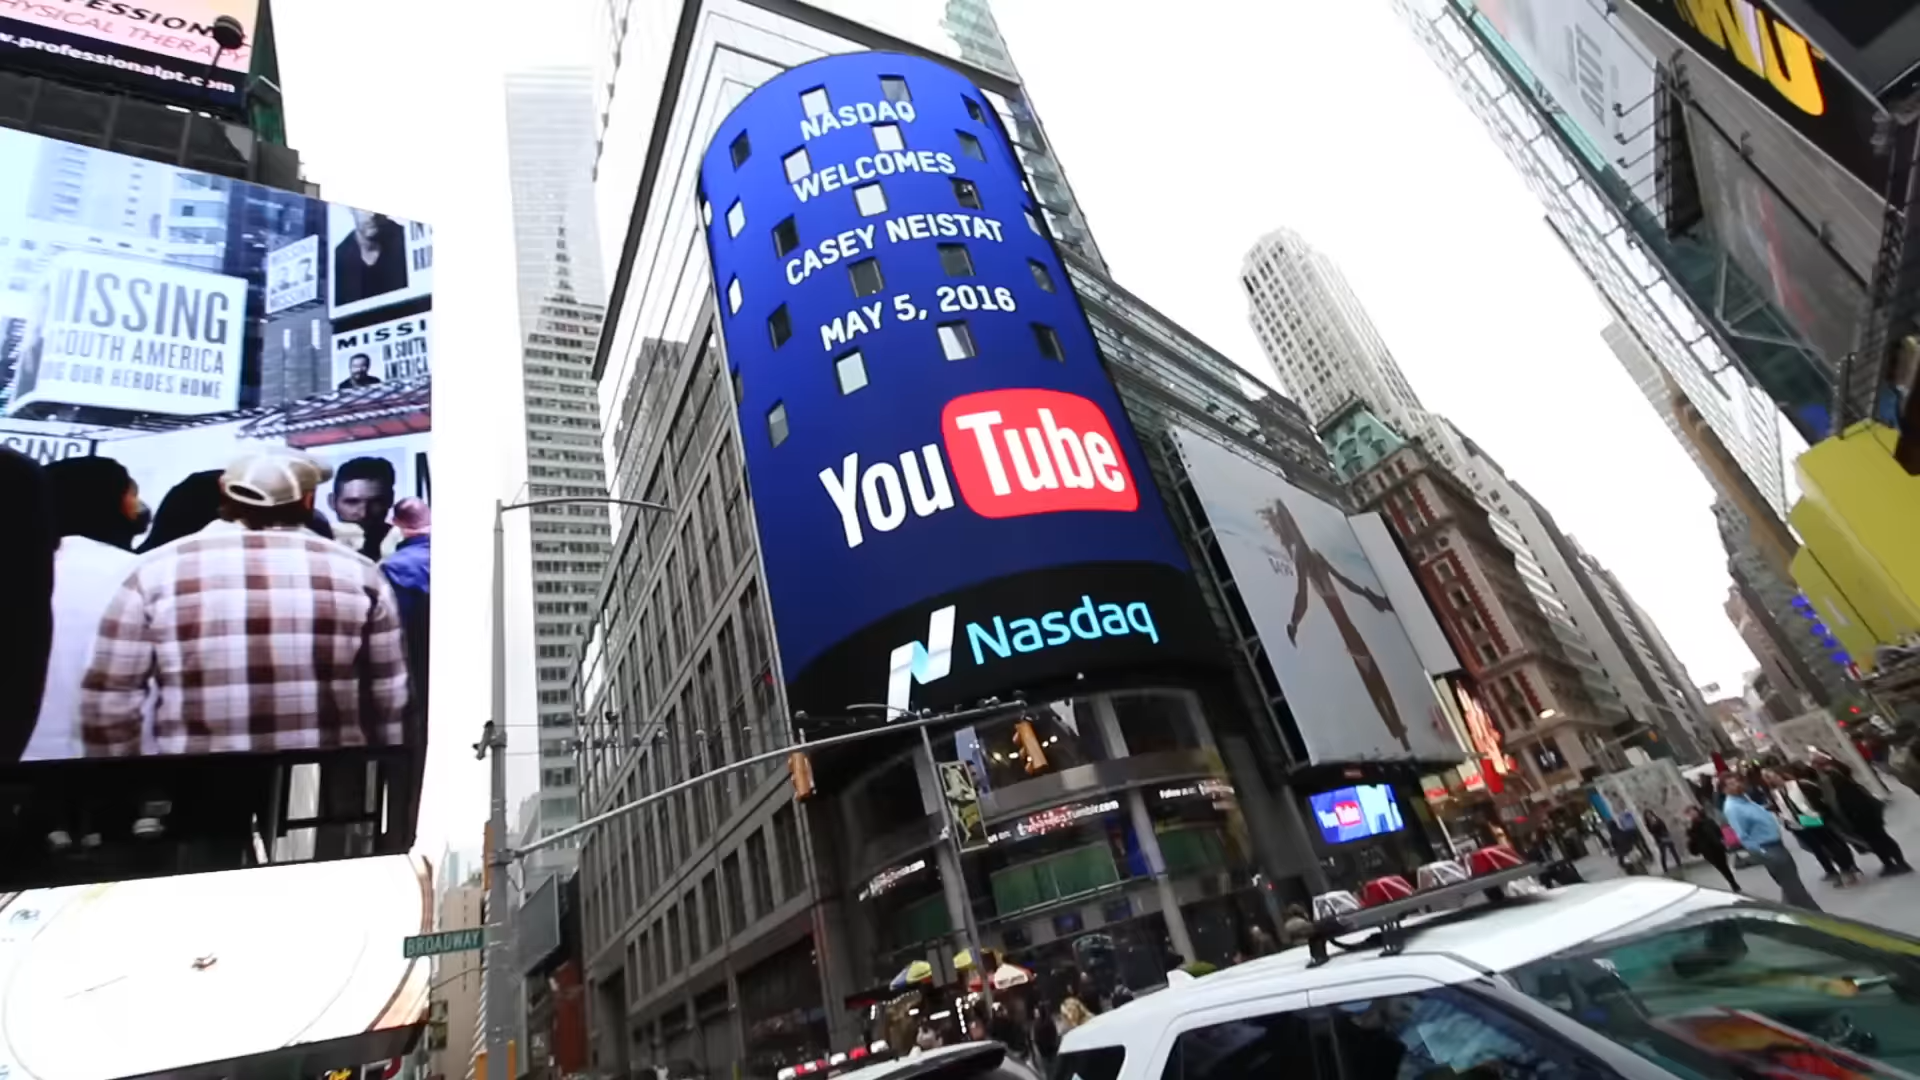 PHYSICAL THERAPY
www.professionalpt.com
MISSING
SOUTH AMERICA
OUR HEROES HOME
MISSI
IN SOUTH
AMERICA
NASDAQ
WELCOMES
CASEY NEISTAT
MAY 5, 2016
YouTube
Nasdaq
YouTube
BROADWAY